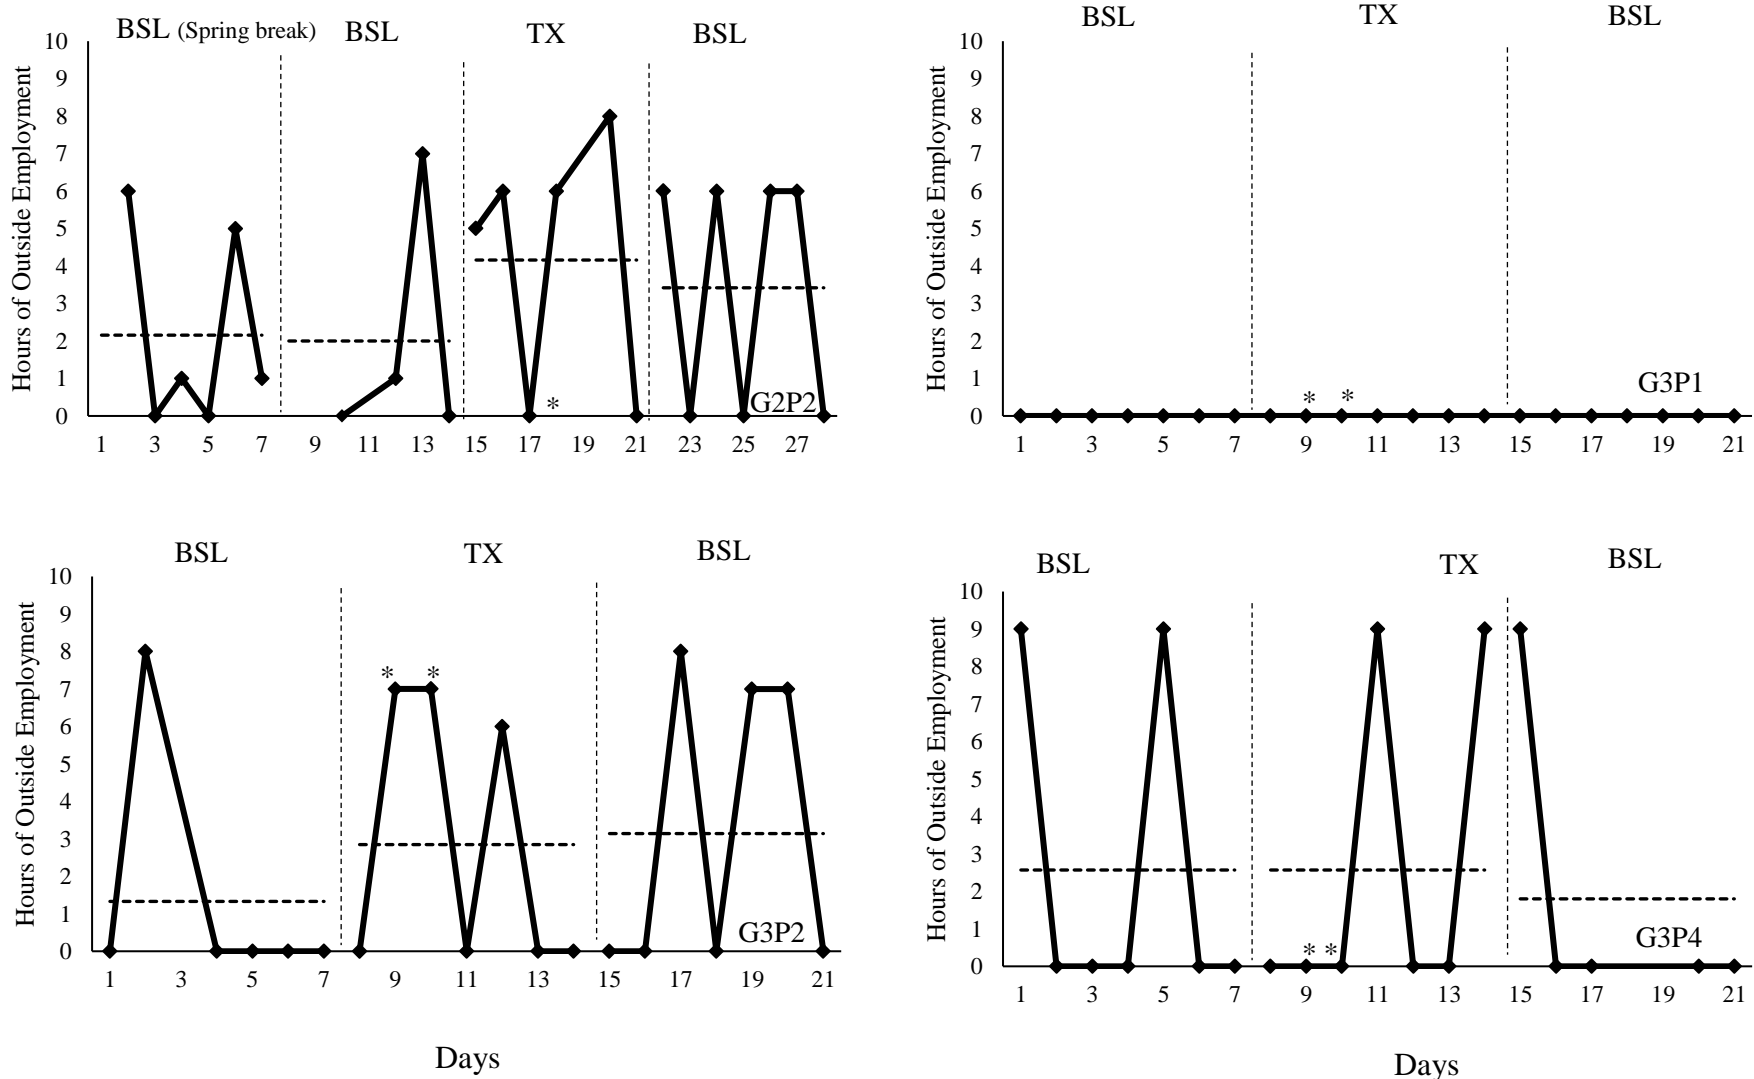 BSL (Spring break) BSL TX BSL
Hours of Outside Employment
10
9
8
7
6
5
4
3
2
1
0
*
G2P2
1 3 5 7 9 11 13 15 17 19 21 23 25 27
BSL TX BSL
Hours of Outside Employment
10
9
8
7
6
5
4
3
2
1
0
* *
G3P1
1 3 5 7 9 11 13 15 17 19 21
BSL TX BSL
Hours of Outside Employment
10
9
8
7
6
5
4
3
2
1
0
* *
G3P2
1 3 5 7 9 11 13 15 17 19 21
Days
BSL TX BSL
Hours of Outside Employment
10
9
8
7
6
5
4
3
2
1
0
* *
G3P4
1 3 5 7 9 11 13 15 17 19 21
Days